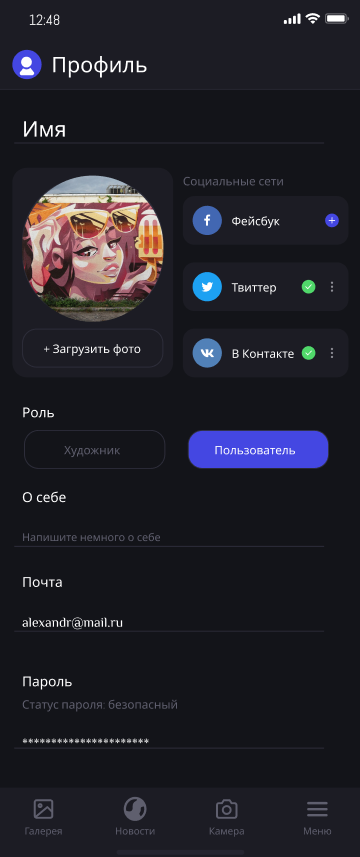 12:48
Профиль
Имя
Социальные сети
Фейсбук
Твиттер
В Контакте
+ Загрузить фото
Роль
Художник
Пользователь
О себе
Напишите немного о себе
Почта
alexandr@mail.ru
Пароль
Статус пароля: безопасный
**********************
Галерея Новости Камера Меню